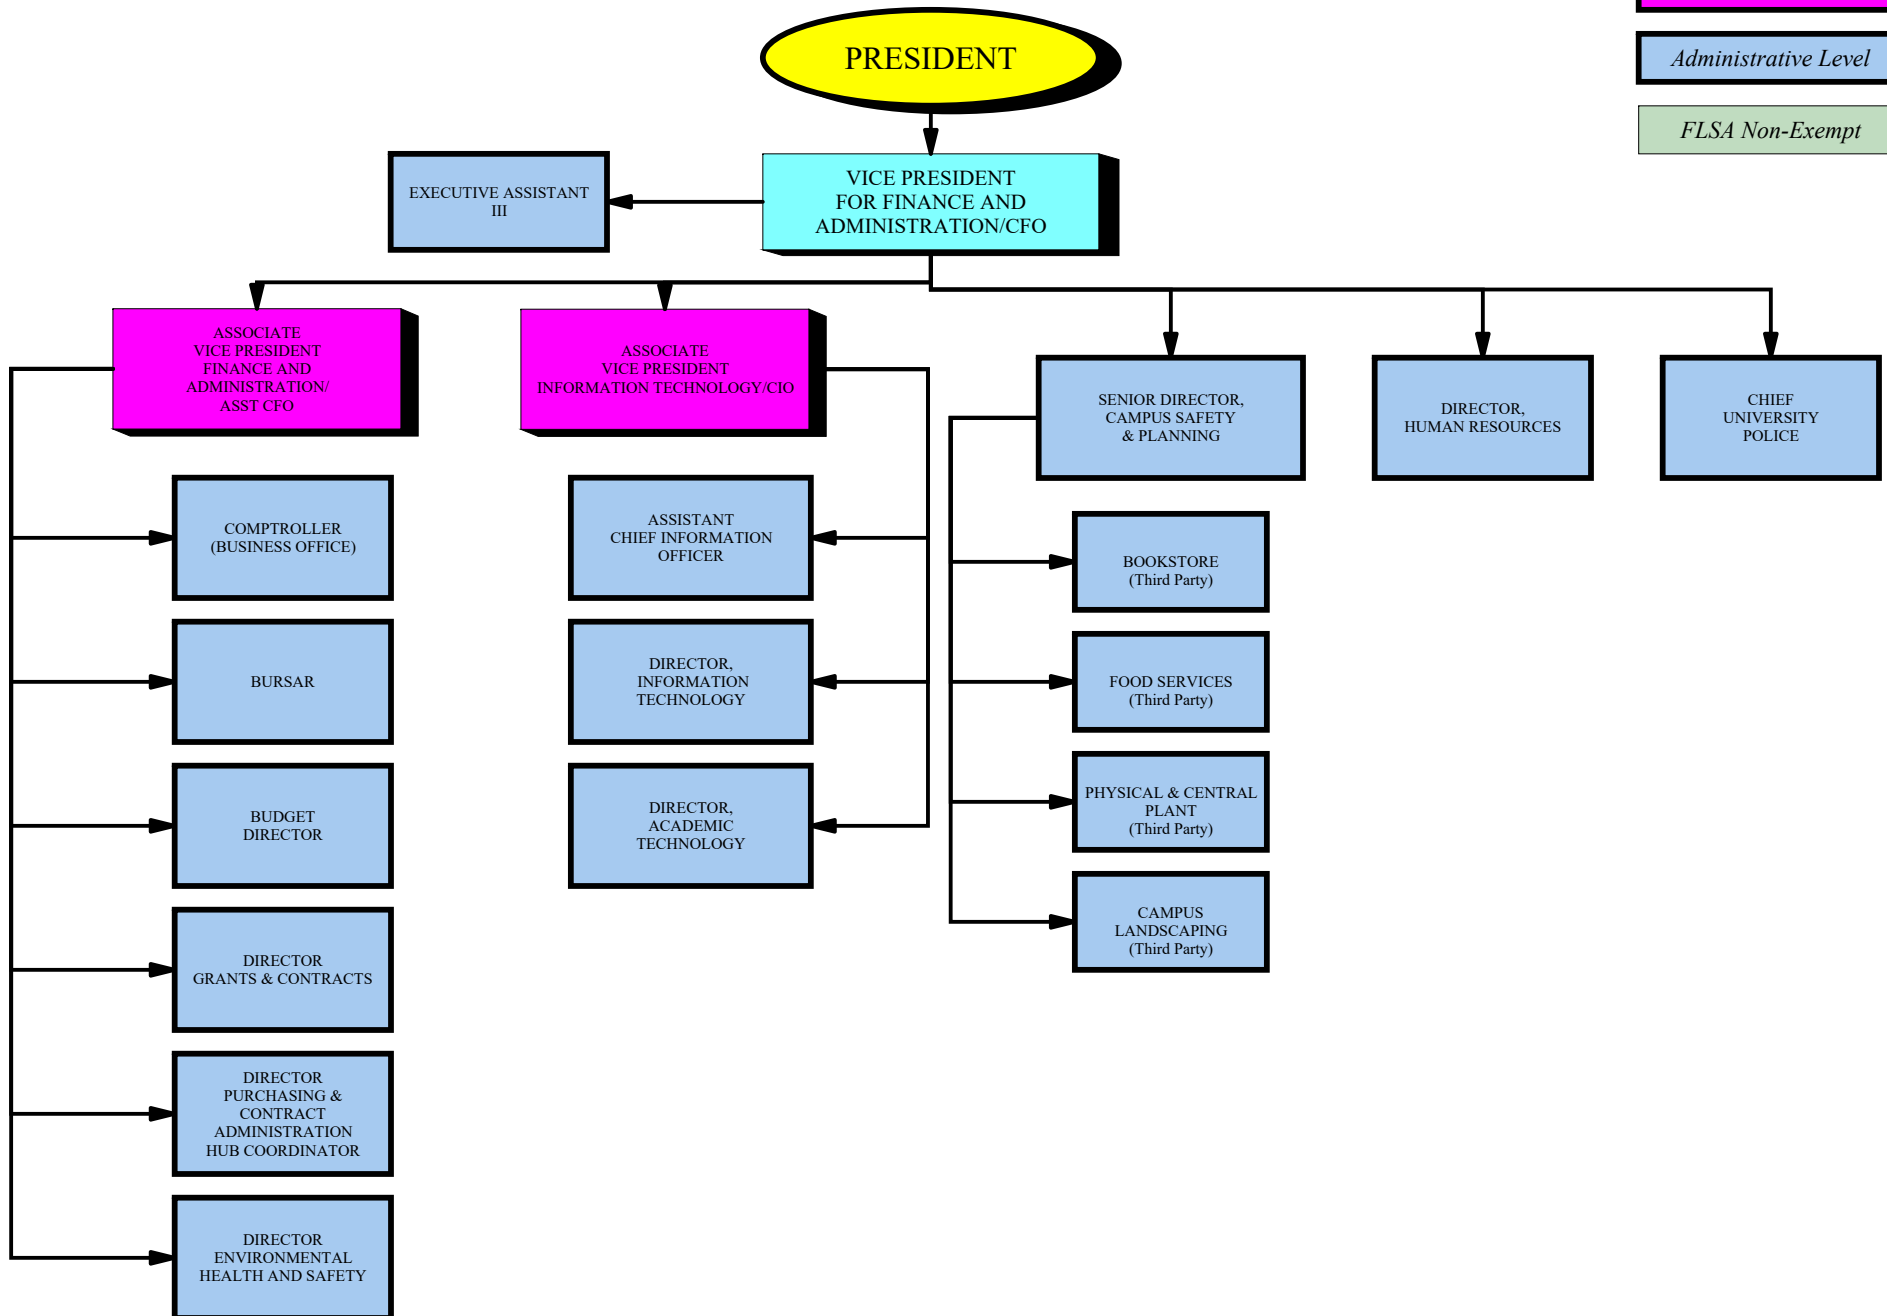 PRESIDENT
Administrative Level
FLSA Non-Exempt
EXECUTIVE ASSISTANT
III
VICE PRESIDENT
FOR FINANCE AND
ADMINISTRATION/CFO
ASSOCIATE
VICE PRESIDENT
FINANCE AND
ADMINISTRATION/
ASST CFO
ASSOCIATE
VICE PRESIDENT
INFORMATION TECHNOLOGY/CIO
SENIOR DIRECTOR,
CAMPUS SAFETY
& PLANNING
DIRECTOR,
HUMAN RESOURCES
CHIEF
UNIVERSITY
POLICE
COMPTROLLER
(BUSINESS OFFICE)
BURSAR
BUDGET
DIRECTOR
DIRECTOR
GRANTS & CONTRACTS
DIRECTOR
PURCHASING &
CONTRACT
ADMINISTRATION
HUB COORDINATOR
DIRECTOR
ENVIRONMENTAL
HEALTH AND SAFETY
ASSISTANT
CHIEF INFORMATION
OFFICER
DIRECTOR,
INFORMATION
TECHNOLOGY
DIRECTOR,
ACADEMIC
TECHNOLOGY
BOOKSTORE
(Third Party)
FOOD SERVICES
(Third Party)
PHYSICAL & CENTRAL
PLANT
(Third Party)
CAMPUS
LANDSCAPING
(Third Party)